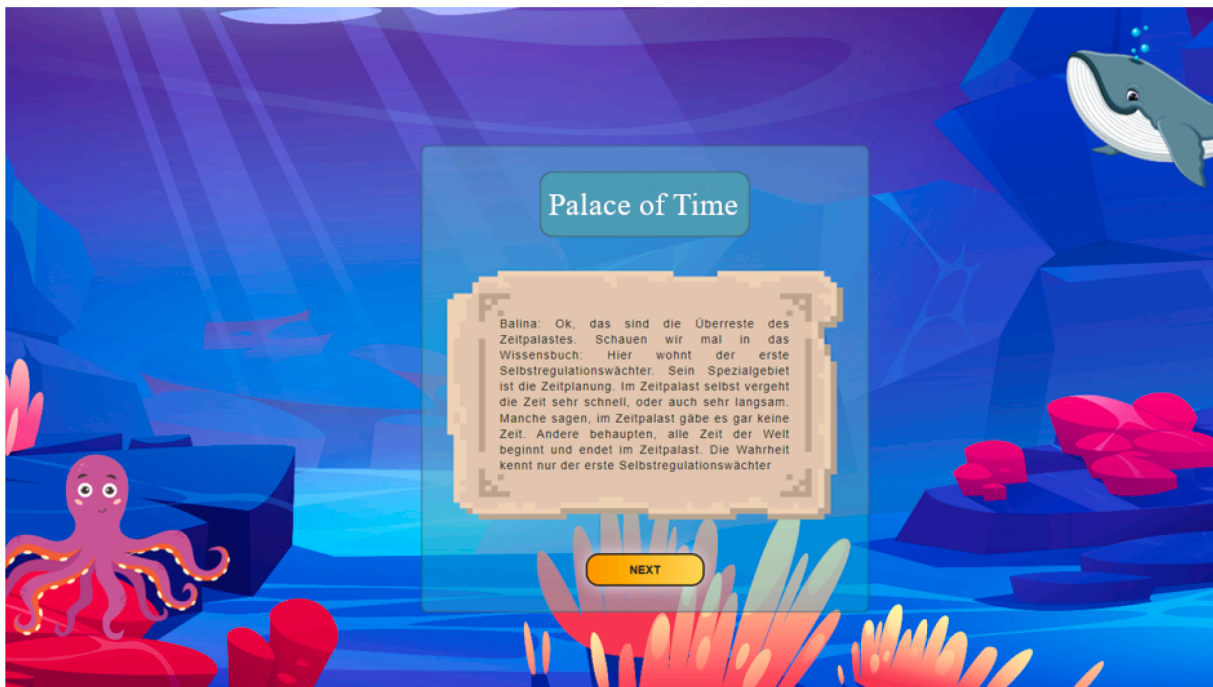 Palace of Time
Balina: Ok, das sind die Überreste des
Zeitpalastes. Schauen wir mal in das
Wissensbuch: Hier wohnt der erste
Selbstregulationswächter. Sein Spezialgebiet
ist die Zeitplanung. Im Zeitpalast selbst vergeht
die Zeit sehr schnell, oder auch sehr langsam.
Manche sagen, im Zeitpalast gäbe es gar keine
Zeit. Andere behaupten, alle Zeit der Welt
beginnt und endet im Zeitpalast. Die Wahrheit
kennt nur der erste Selbstregulationswächter
NEXT